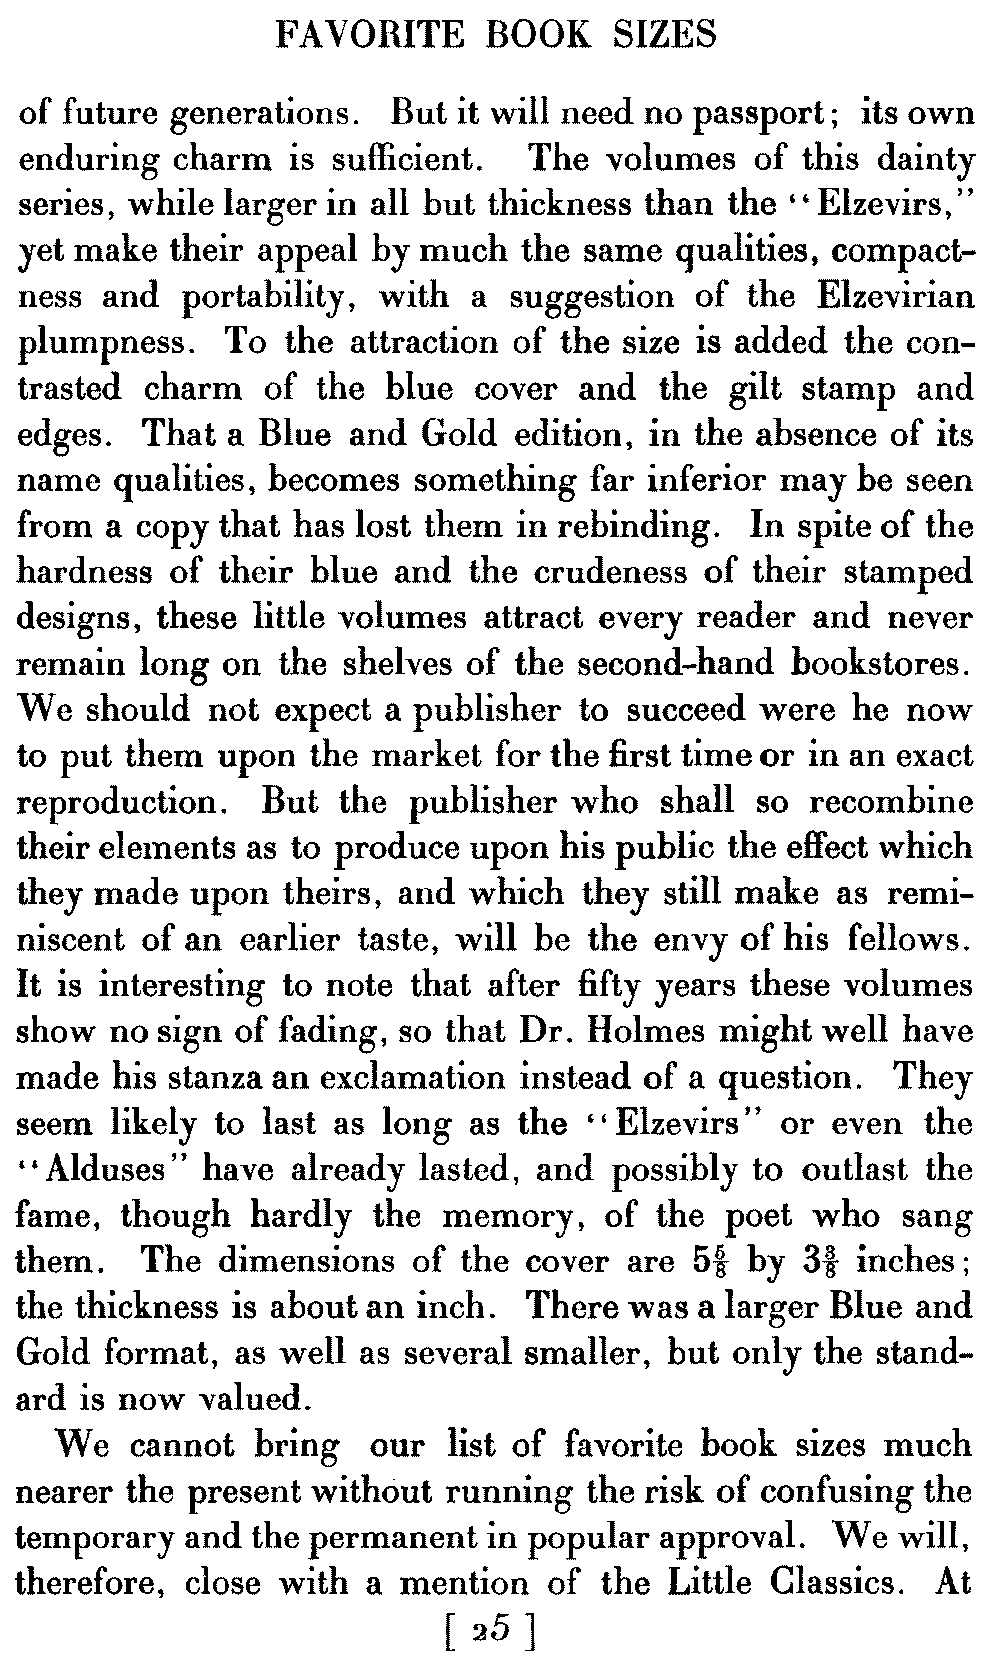 FAVORITE BOOK SIZES
of future generations. But it will need no passport; its own
enduring charm is sufficient. The volumes of this dainty
series, while larger in all but thickness than the “Elzevirs,”
yet make their appeal by much the same qualities, compact-
ness and portability, with a suggestion of the Elzevirian
plumpness. To the attraction of the size is added the con-
trasted charm of the blue cover and the gilt stamp and
edges. That a Blue and Gold edition, in the absence of its
name qualities, becomes something far inferior may be seen
from a copy that has lost them in rebinding. In spite of the
hardness of their blue and the crudeness of their stamped
designs, these little volumes attract every reader and never
remain long on the shelves of the second-hand bookstores.
We should not expect a publisher to succeed were he now
to put them upon the market for the first time or in an exact
reproduction. But the publisher who shall so recombine
their elements as to produce upon his public the effect which
they made upon theirs, and which they still make as remi-
niscent of an earlier taste, will be the envy of his fellows.
It is interesting to note that after fifty years these volumes
show no sign of fading, so that Dr. Holmes might well have
made his stanza an exclamation instead of a question. They
seem likely to last as long as the “Elzevirs” or even the
“Alduses” have already lasted, and possibly to outlast the
fame, though hardly the memory, of the poet who sang
them. The dimensions of the cover are 5⅝ by 3⅜ inches;
the thickness is about an inch. There was a larger Blue and
Gold format, as well as several smaller, but only the stand-
ard is now valued.
We cannot bring our list of favorite book sizes much
nearer the present without running the risk of confusing the
temporary and the permanent in popular approval. We will,
therefore, close with a mention of the Little Classics. At
[ 25 ]